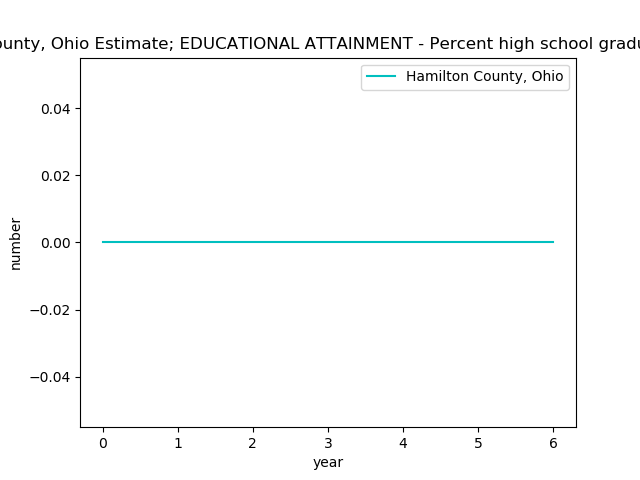 ounty, Ohio Estimate; EDUCATIONAL ATTAINMENT - Percent high school gradu
Hamilton County, Ohio
0.04
0.02
0.00
−0.02
−0.04
number
0 1 2 3 4 5 6
year